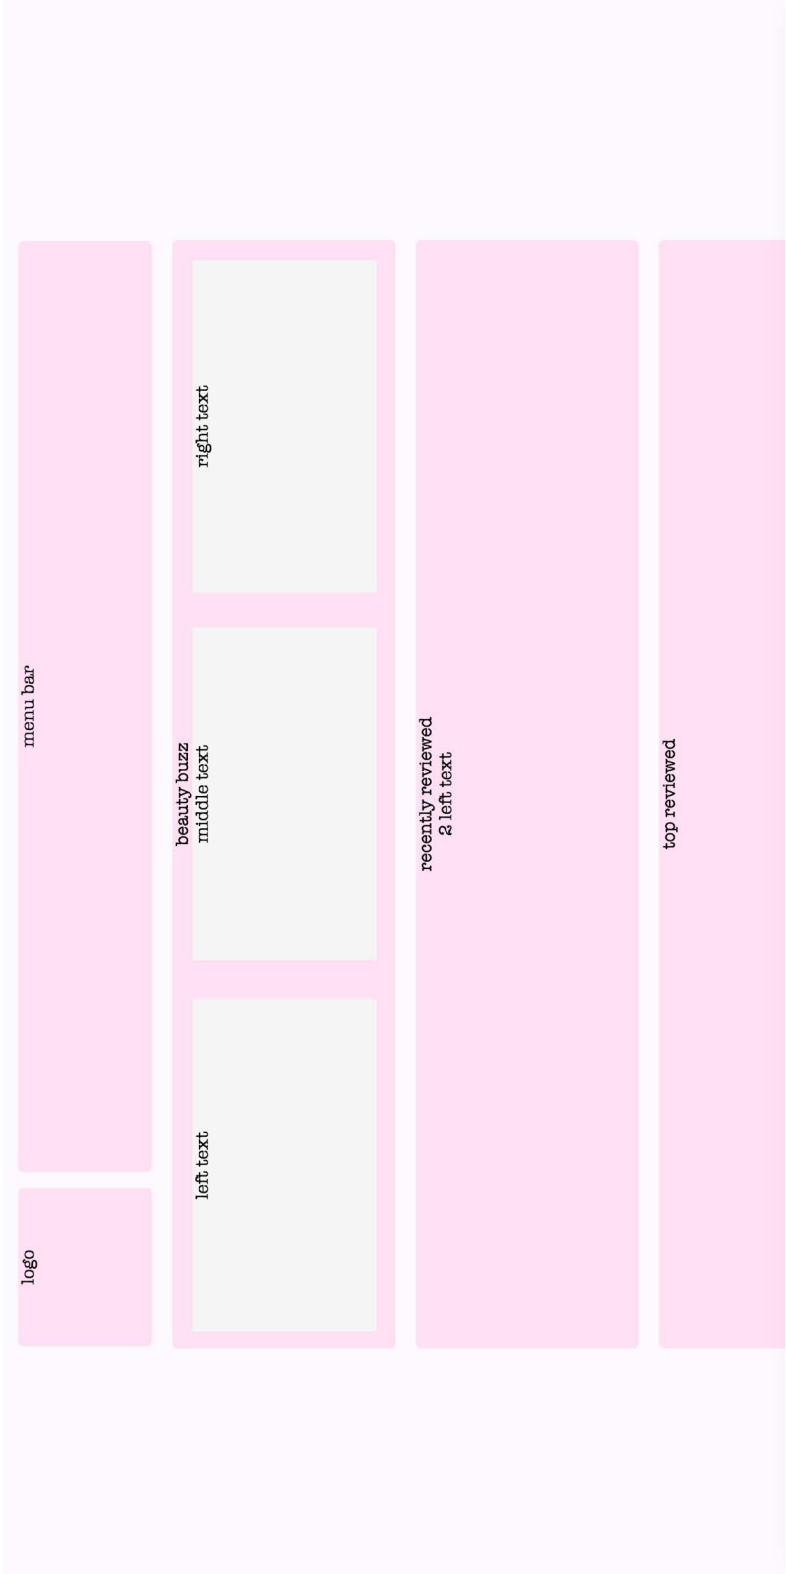 logo
menu bar
beauty buzz
left text
middle text
right text
recently reviewed
2 left text
top reviewed